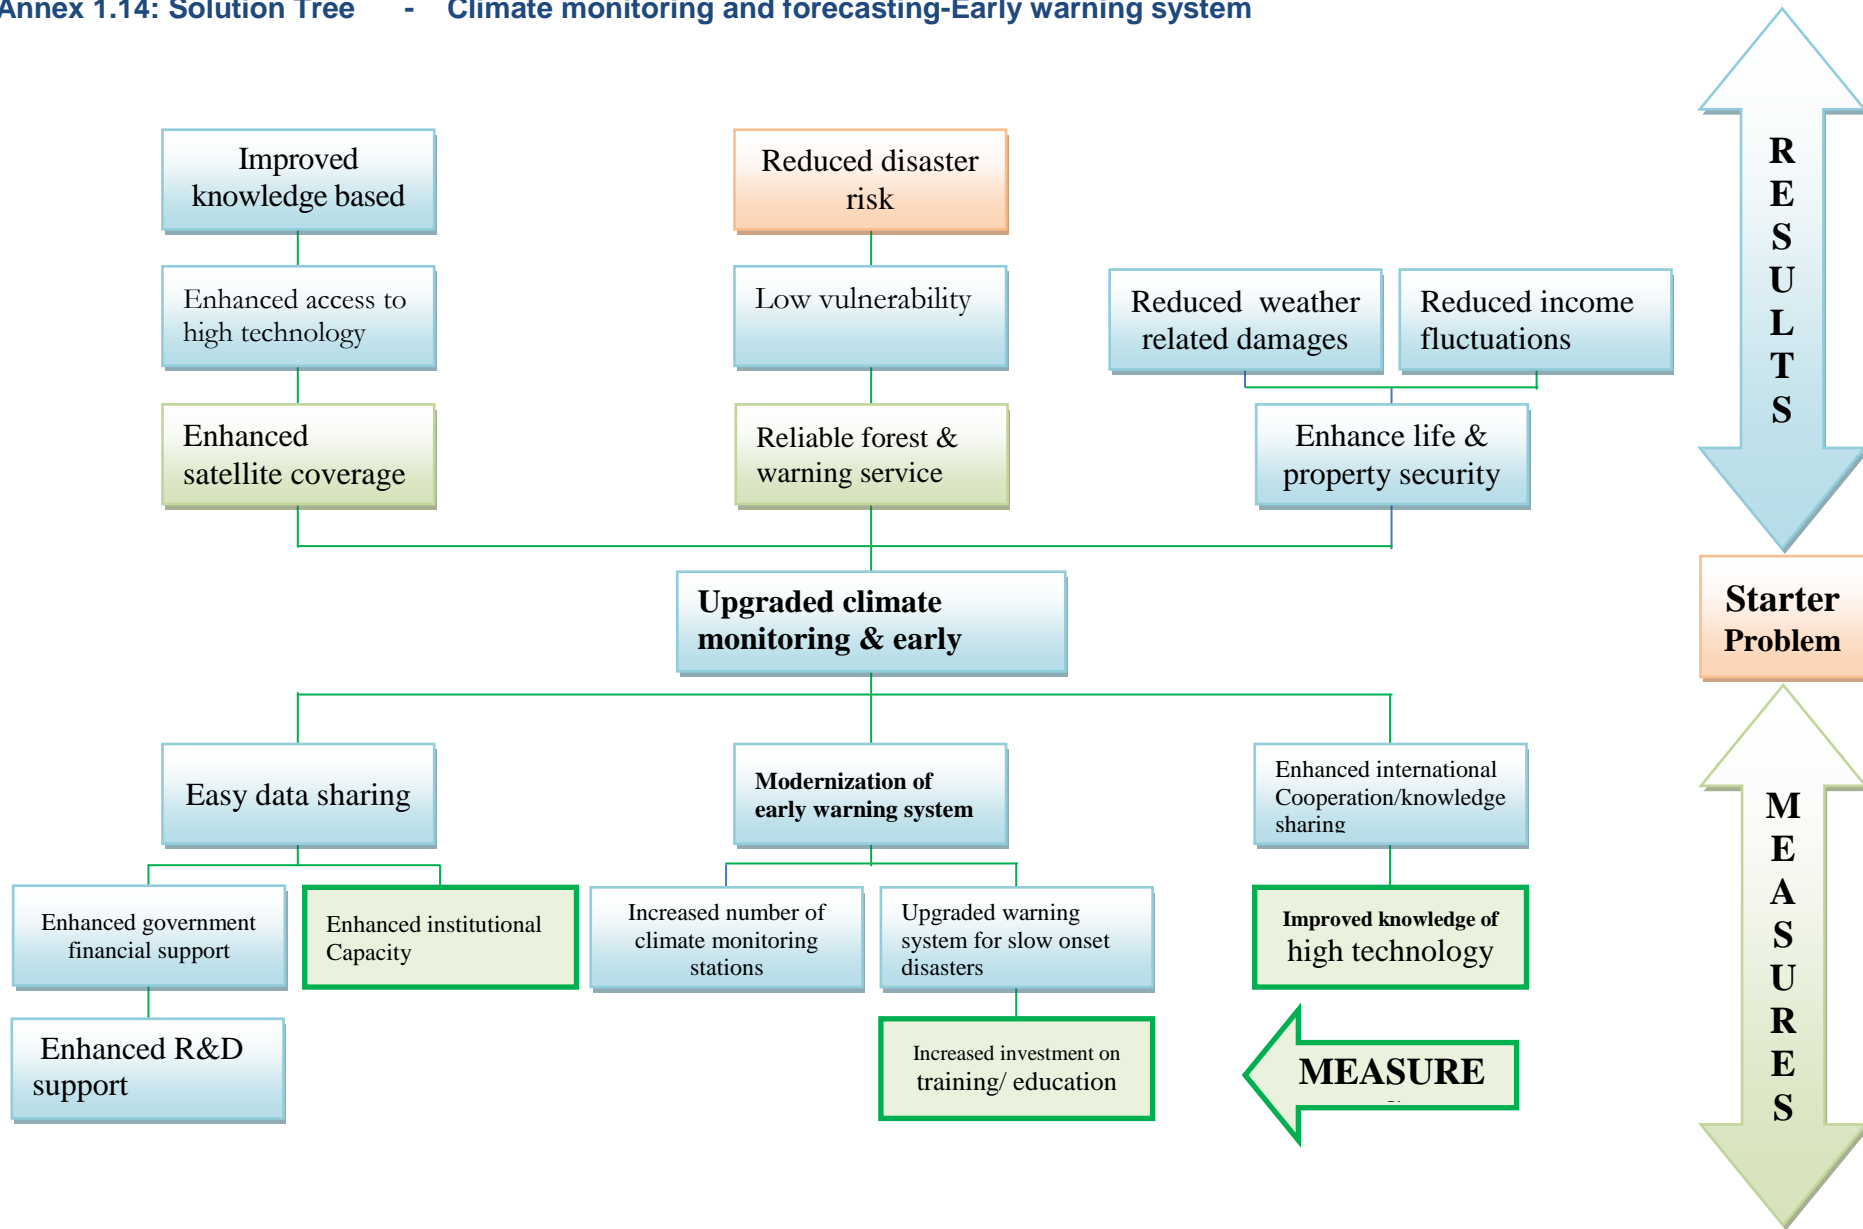 Annex 1.14: Solution Tree - Climate monitoring and forecasting-Early warning system
Improved
knowledge based
Reduced disaster
risk
Enhanced access to
high technology
Low vulnerability
Reduced weather
related damages
Reduced income
fluctuations
Enhanced
satellite coverage
Reliable forest &
warning service
Enhance life &
property security
Upgraded climate
monitoring & early
Easy data sharing
Modernization of
early warning system
Enhanced international
Cooperation/knowledge
sharing
Enhanced government
financial support
Enhanced institutional
Capacity
Increased number of
climate monitoring
stations
Upgraded warning
system for slow onset
disasters
Improved knowledge of
high technology
Enhanced R&D
support
Increased investment on
training/ education
MEASURE
R
E
S
U
L
T
S
Starter
Problem
M
E
A
S
U
R
E
S